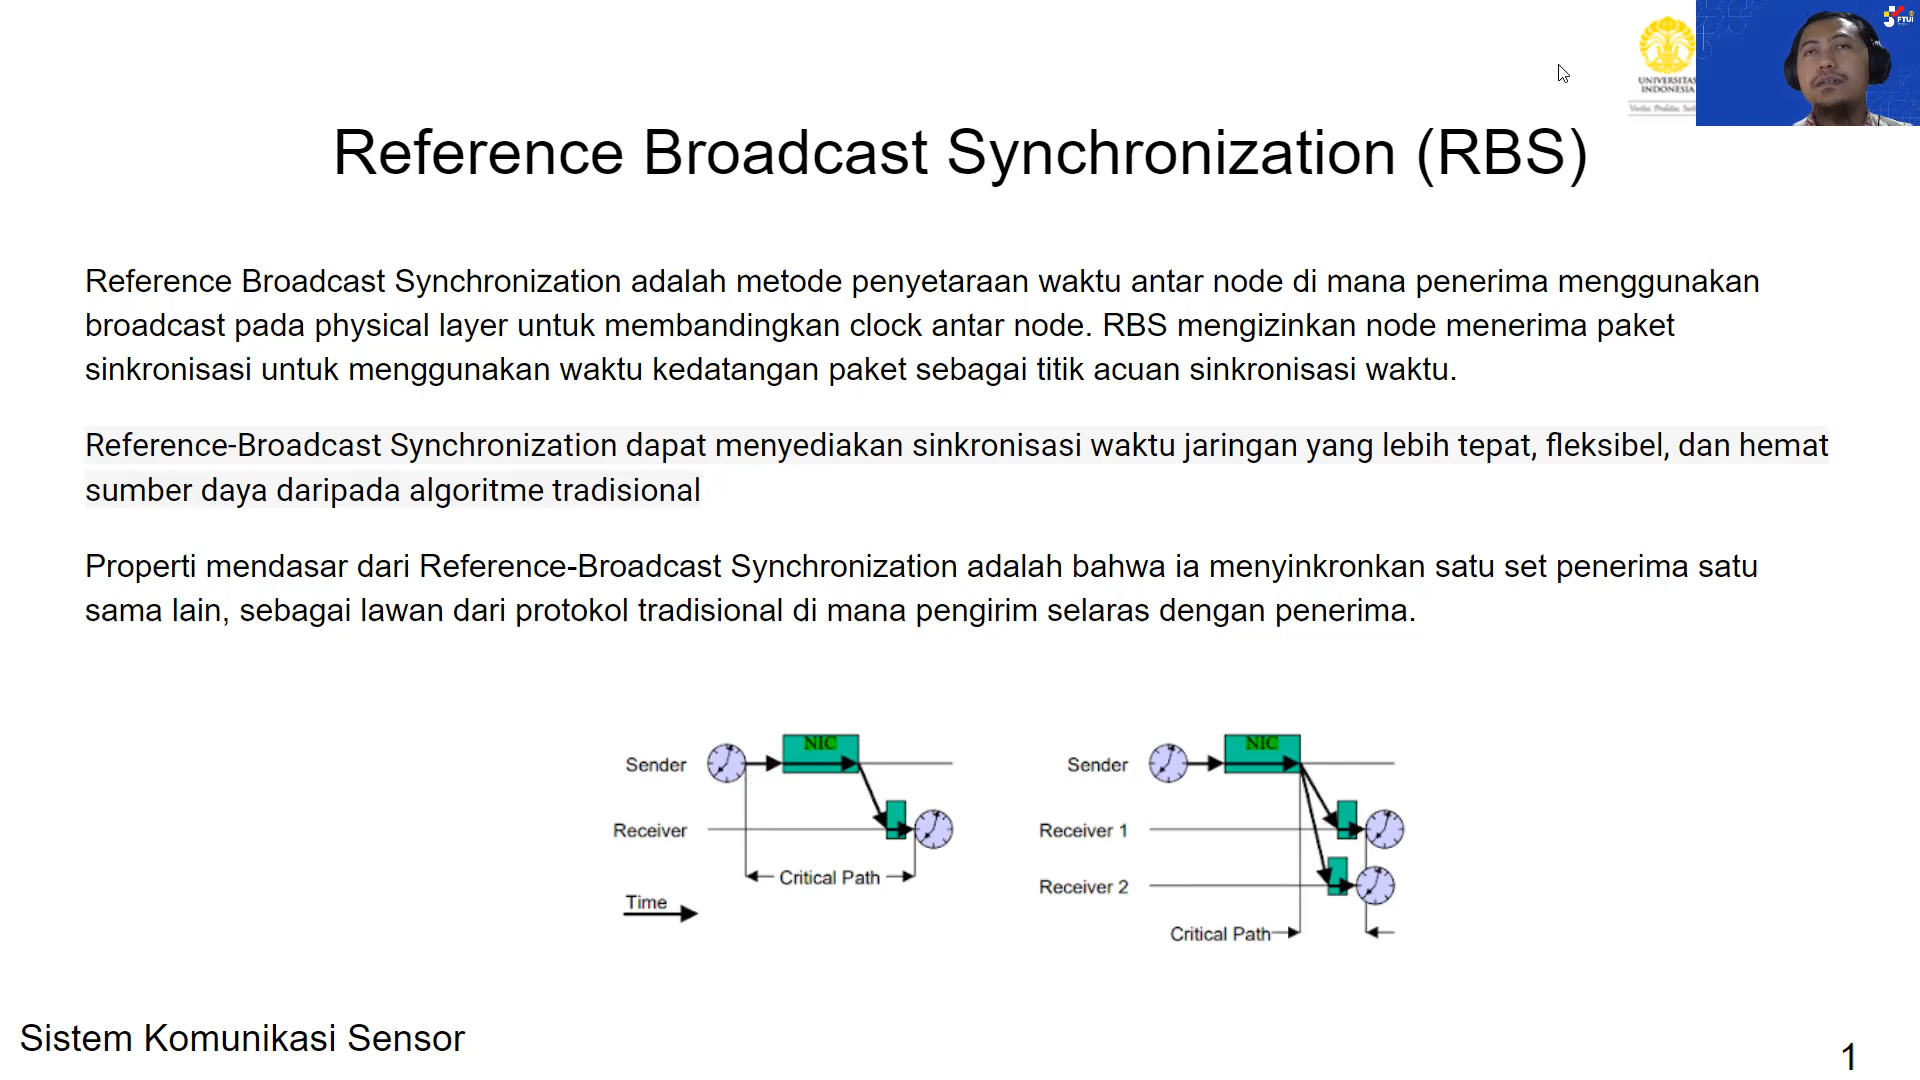 FTUI
UNIVERSITAS
INDONESIA
Reference Broadcast Synchronization (RBS)
Reference Broadcast Synchronization adalah metode penyetaraan waktu antar node di mana penerima menggunakan
broadcast pada physical layer untuk membandingkan clock antar node. RBS mengizinkan node menerima paket
sinkronisasi untuk menggunakan waktu kedatangan paket sebagai titik acuan sinkronisasi waktu.
Reference-Broadcast Synchronization dapat menyediakan sinkronisasi waktu jaringan yang lebih tepat, fleksibel, dan hemat
sumber daya daripada algoritme tradisional
Properti mendasar dari Reference-Broadcast Synchronization adalah bahwa ia menyinkronkan satu set penerima satu
sama lain, sebagai lawan dari protokol tradisional di mana pengirim selaras dengan penerima.
NIC
Sender
Receiver
Critical Path
Time
NIC
Sender
Receiver 1
Receiver 2
Critical Path
Sistem Komunikasi Sensor
1